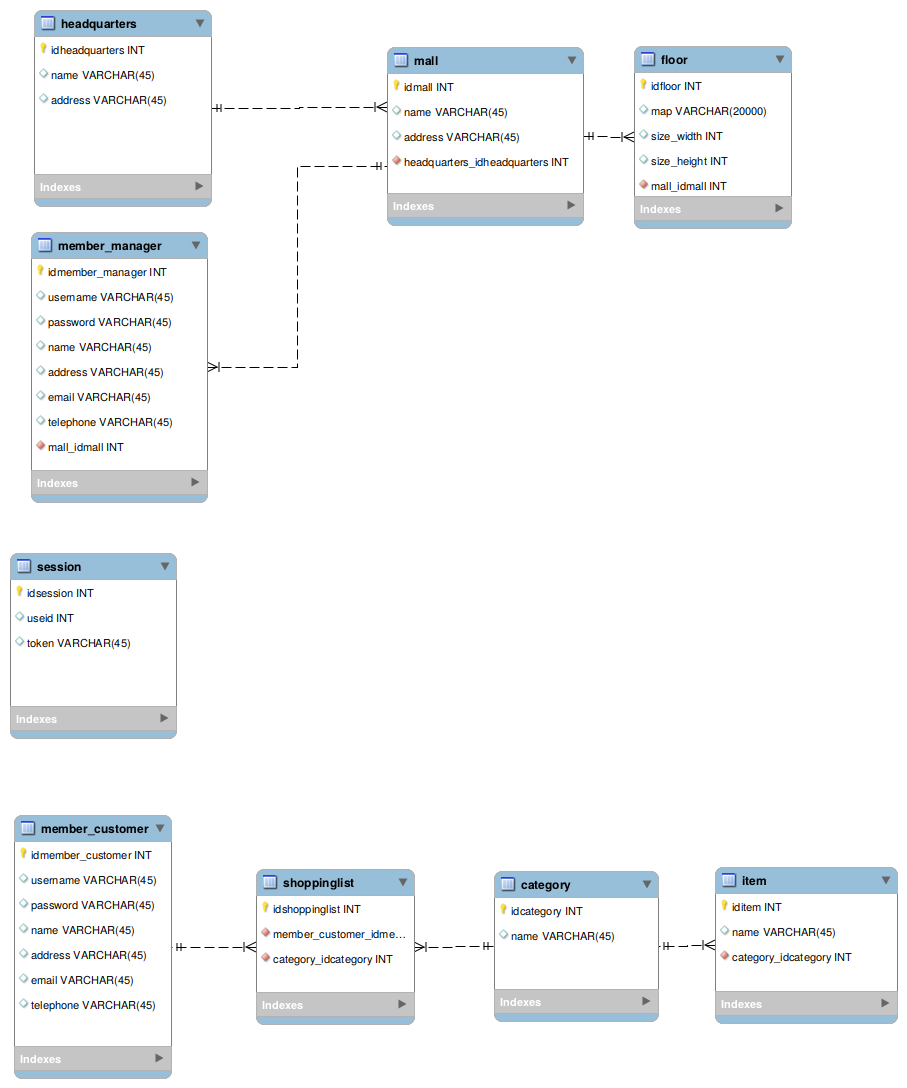 headquarters
idheadquarters INT
name VARCHAR(45)
address VARCHAR(45)
Indexes
mall
idmall INT
name VARCHAR(45)
address VARCHAR(45)
headquarters_idheadquarters INT
Indexes
floor
idfloor INT
map VARCHAR(20000)
size_width INT
size_height INT
mall_idmall INT
Indexes
member_manager
idmember_manager INT
username VARCHAR(45)
password VARCHAR(45)
name VARCHAR(45)
address VARCHAR(45)
email VARCHAR(45)
telephone VARCHAR(45)
mall_idmall INT
Indexes
session
idsession INT
useid INT
token VARCHAR(45)
Indexes
member_customer
idmember_customer INT
username VARCHAR(45)
password VARCHAR(45)
name VARCHAR(45)
address VARCHAR(45)
email VARCHAR(45)
telephone VARCHAR(45)
Indexes
shoppinglist
idshoppinglist INT
member_customer_idme...
category_idcategory INT
Indexes
category
idcategory INT
name VARCHAR(45)
Indexes
item
iditem INT
name VARCHAR(45)
category_idcategory INT
Indexes